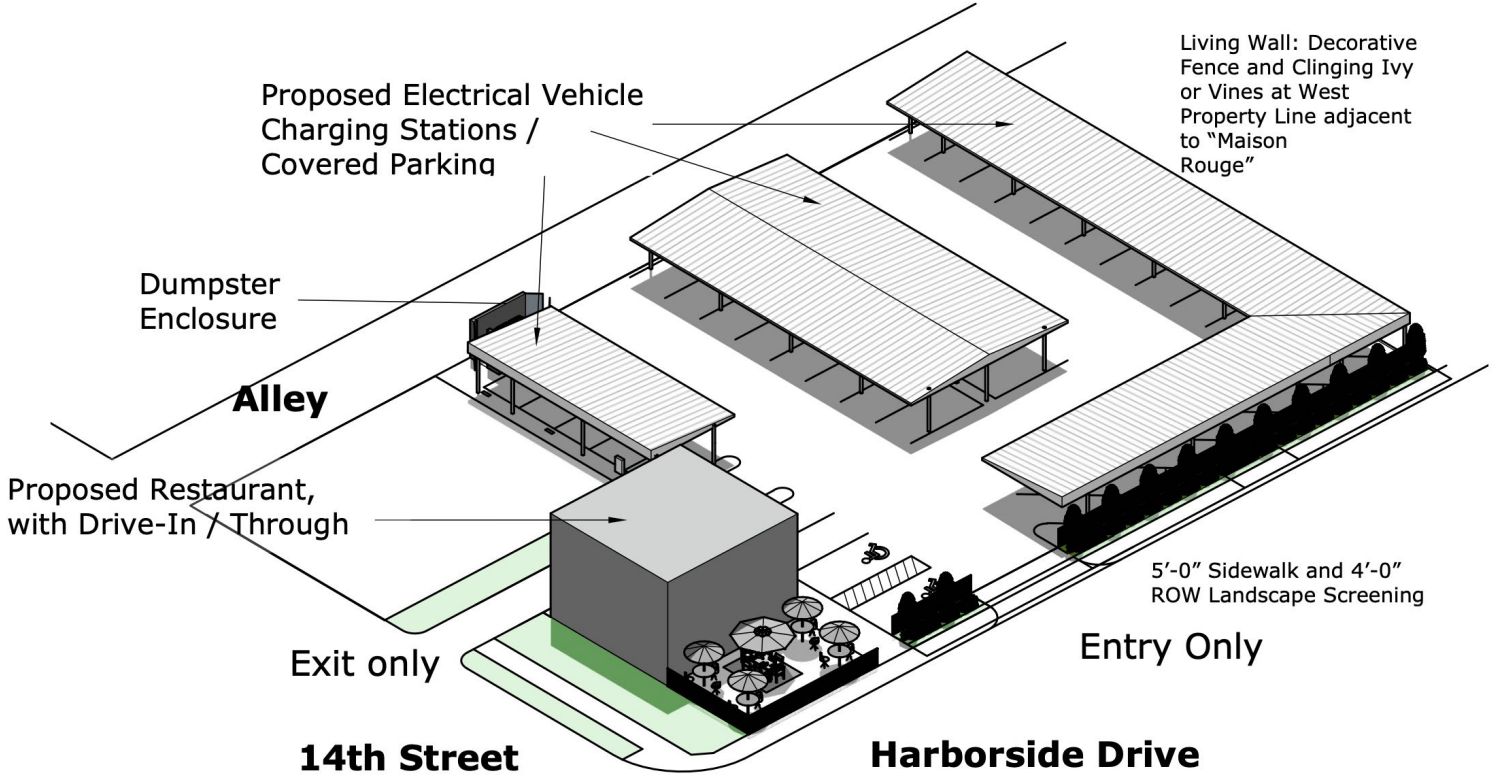 Living Wall: Decorative
Fence and Clinging Ivy
or Vines at West
Property Line adjacent
to “Maison
Rouge”
Proposed Electrical Vehicle
Charging Stations /
Covered Parking
Dumpster
Enclosure
Alley
Proposed Restaurant,
with Drive-In / Through
5’-0” Sidewalk and 4’-0”
ROW Landscape Screening
Entry Only
Exit only
14th Street
Harborside Drive